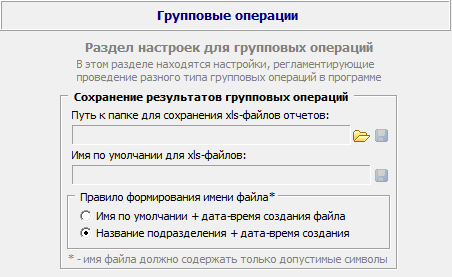 Групповые операции
Раздел настроек для групповых операций
В этом разделе находятся настройки, регламентирующие
проведение разного типа групповых операций в программе
Сохранение результатов групповых операций
Путь к папке для сохранения xls-файлов отчетов:
Имя по умолчании для xls-файлов:
Правило формирования имени файла*
Имя по умолчании + дата-время создания файла
Название подразделения + дата-время создания
* - имя файла должно содержать только допустимые символы